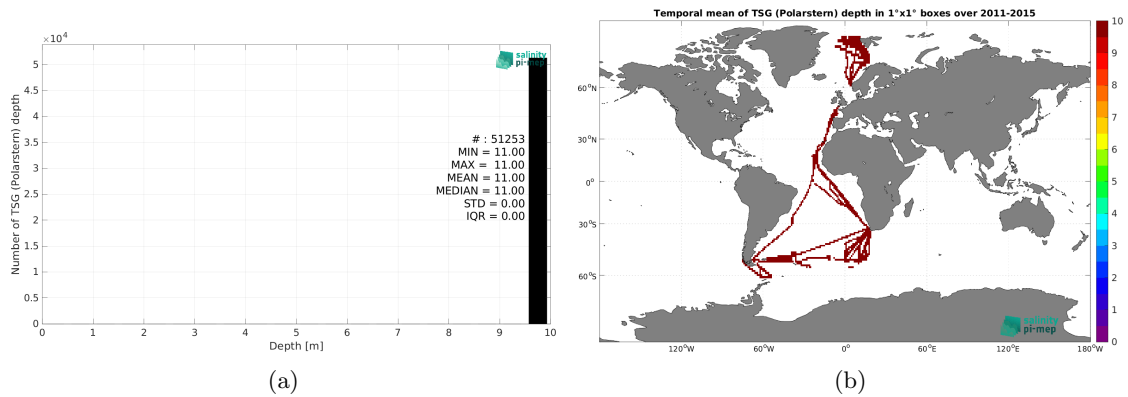 ×10⁴
5
4.5
4
3.5
3
2.5
2
1.5
1
0.5
0
Number of TSG (Polarstern) depth
salinity
pi-mep
# : 51253
MIN = 11.00
MAX = 11.00
MEAN = 11.00
MEDIAN = 11.00
STD = 0.00
IQR = 0.00
0 1 2 3 4 5 6 7 8 9 10
Depth [m]
(a)
Temporal mean of TSG (Polarstern) depth in 1°x1° boxes over 2011-2015
60°N
30°N
0°
30°S
60°S
120°W 60°W 0° 60°E 120°E 180°W
salinity
pi-mep
10
9
8
7
6
5
4
3
2
1
0
(b)